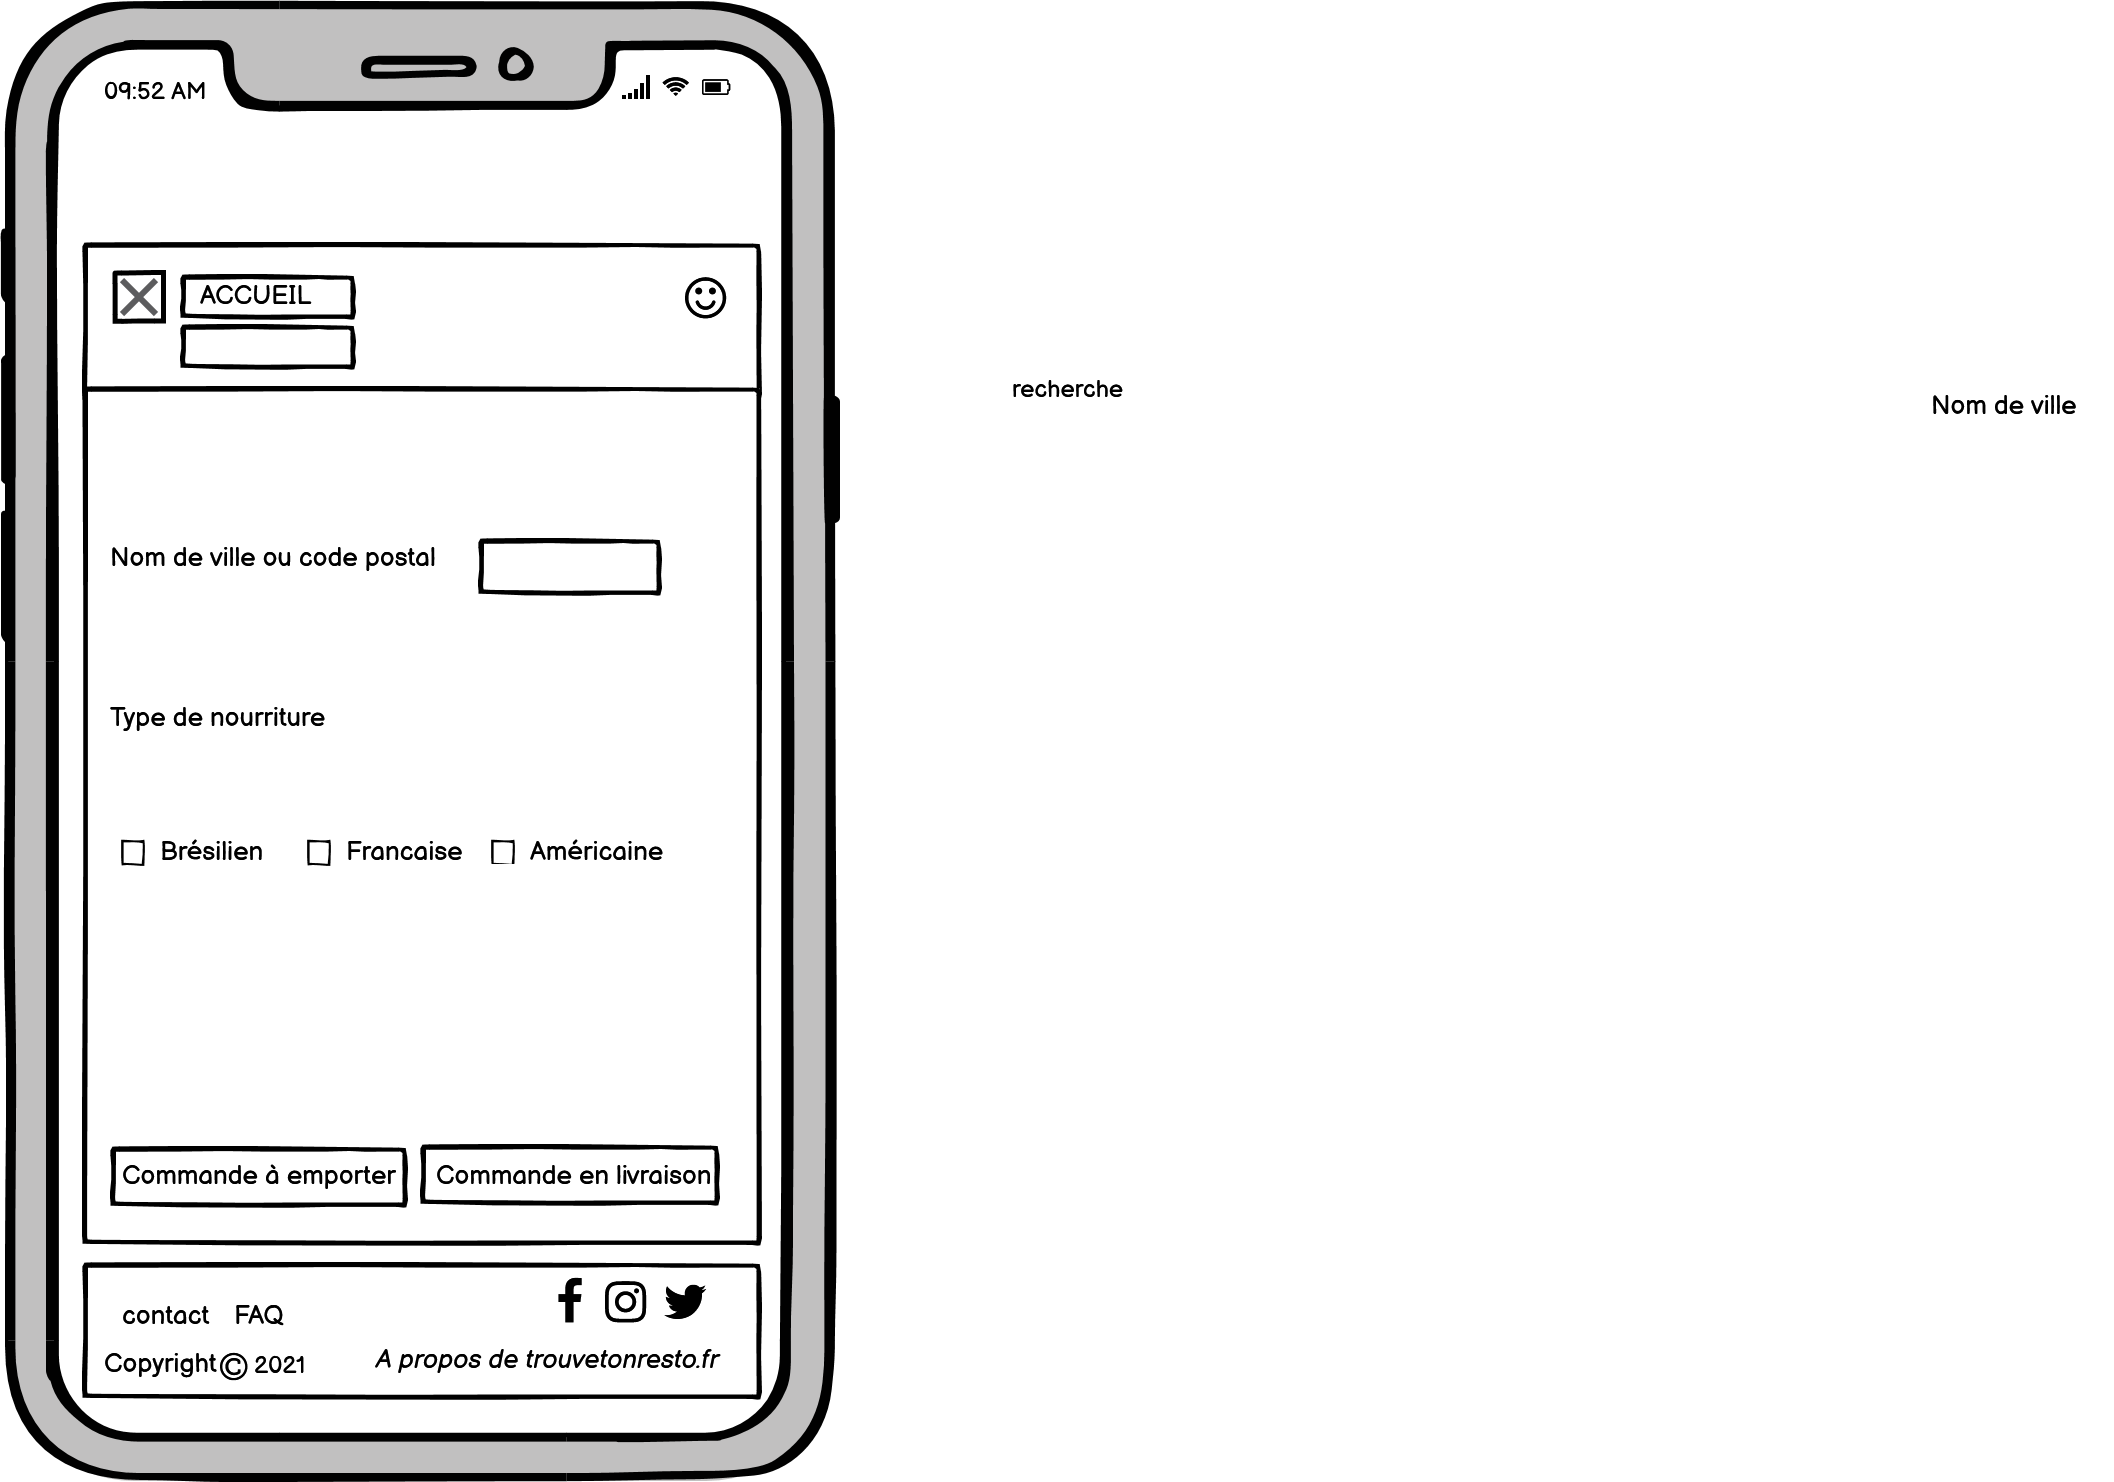 09:52 AM
ACCUEIL
recherche
Nom de ville
Nom de ville ou code postal
Type de nourriture
Brésilien Francaise Américaine
Commande à emporter Commande en livraison
contact FAQ
Copyright © 2021 A propos de trouvetonresto.fr